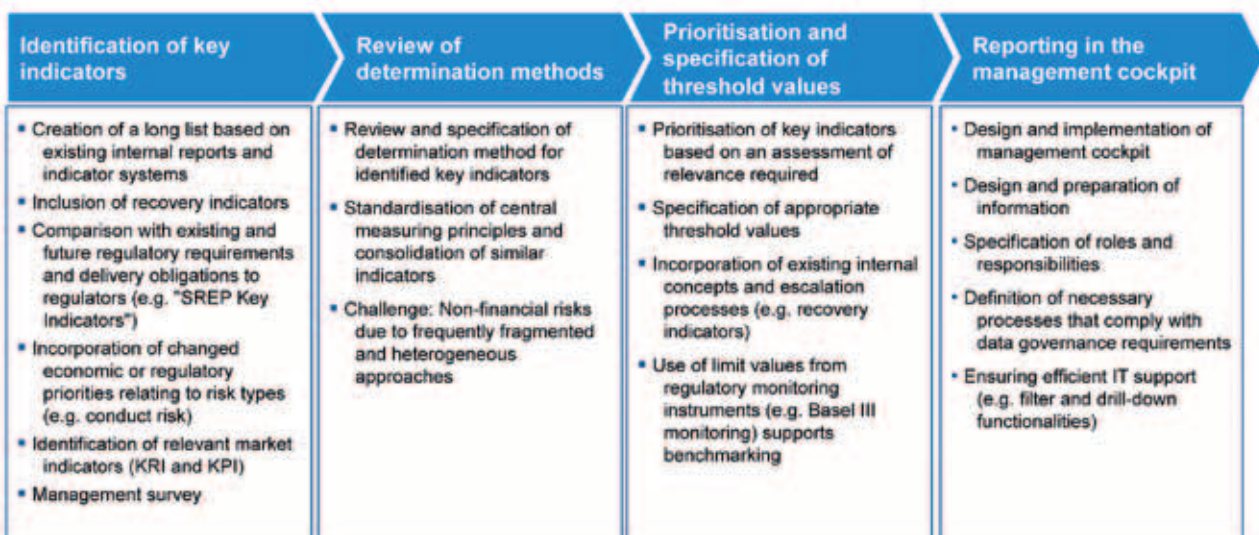 Identification of key
indicators
▪ Creation of a long list based on
existing internal reports and
indicator systems
▪ Inclusion of recovery indicators
▪ Comparison with existing and
future regulatory requirements
and delivery obligations to
regulators (e.g. "SREP Key
Indicators")
▪ Incorporation of changed
economic or regulatory
priorities relating to risk types
(e.g. conduct risk)
▪ Identification of relevant market
indicators (KRI and KPI)
▪ Management survey
Review of
determination methods
▪ Review and specification of
determination method for
identified key indicators
▪ Standardisation of central
measuring principles and
consolidation of similar
indicators
▪ Challenge: Non-financial risks
due to frequently fragmented
and heterogeneous
approaches
Prioritisation and
specification of
threshold values
▪ Prioritisation of key indicators
based on an assessment of
relevance required
▪ Specification of appropriate
threshold values
▪ Incorporation of existing internal
concepts and escalation
processes (e.g. recovery
indicators)
▪ Use of limit values from
regulatory monitoring
instruments (e.g. Basel III
monitoring) supports
benchmarking
Reporting in the
management cockpit
▪ Design and implementation of
management cockpit
▪ Design and preparation of
information
▪ Specification of roles and
responsibilities
▪ Definition of necessary
processes that comply with
data governance requirements
▪ Ensuring efficient IT support
(e.g. filter and drill-down
functionalities)